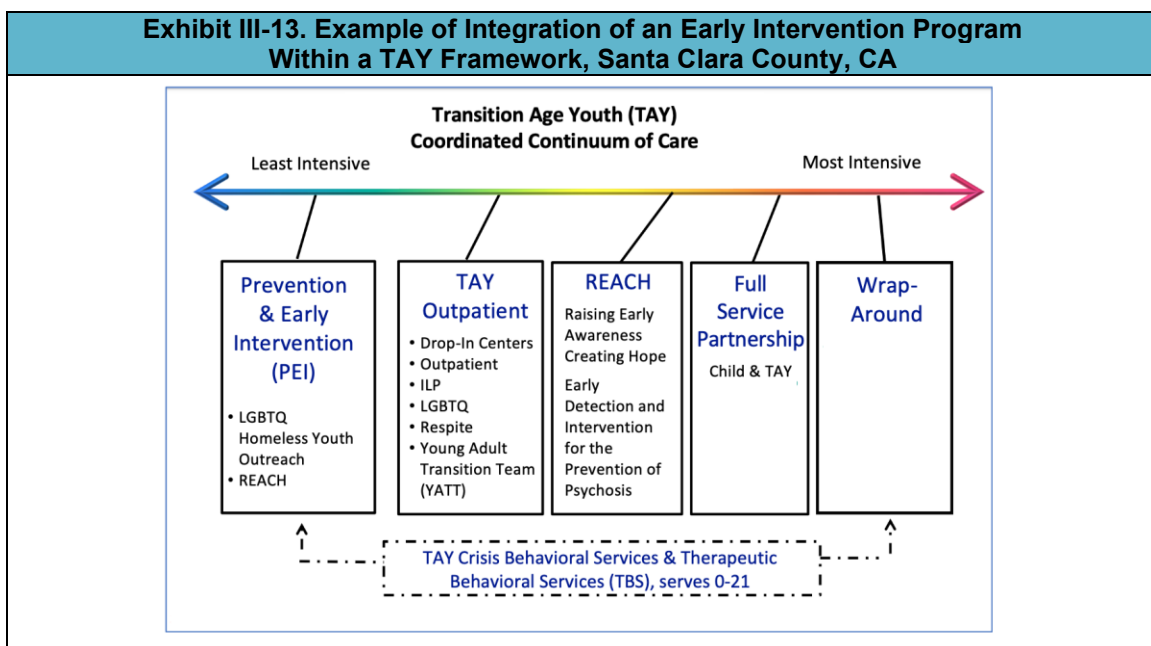 Exhibit III-13. Example of Integration of an Early Intervention Program
Within a TAY Framework, Santa Clara County, CA
Transition Age Youth (TAY)
Coordinated Continuum of Care
Least Intensive
Most Intensive
Prevention
& Early
Intervention
(PEI)
• LGBTQ
Homeless Youth
Outreach
• REACH
TAY
Outpatient
• Drop-In Centers
• Outpatient
• ILP
• LGBTQ
• Respite
• Young Adult
Transition Team
(YATT)
REACH
Raising Early
Awareness
Creating Hope
Early
Detection and
Intervention
for the
Prevention of
Psychosis
Full
Service
Partnership
Child & TAY
Wrap-
Around
TAY Crisis Behavioral Services & Therapeutic
Behavioral Services (TBS), serves 0-21